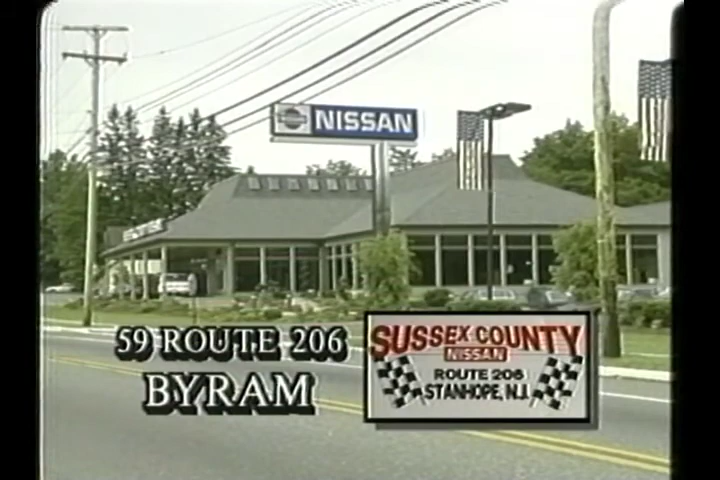 NISSAN
59 ROUTE 206
BYRAM
SUSSEX COUNTY
NISSAN
ROUTE 206
STANHOPE, N.J.